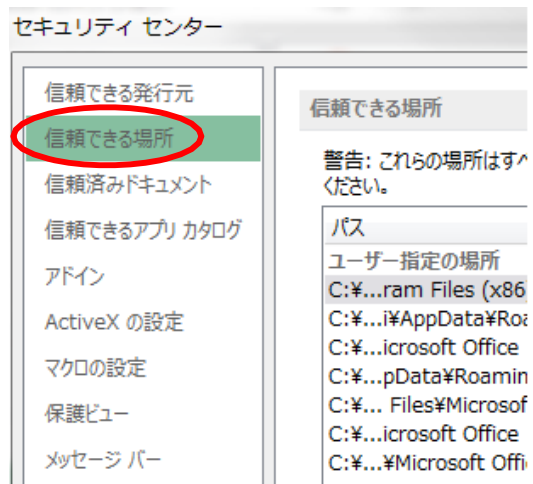 セキュリティ センター
信頼できる発行元
信頼できる場所
信頼済みドキュメント
信頼できるアプリ カタログ
アドイン
ActiveX の設定
マクロの設定
保護ビュー
メッセージ バー
信頼できる場所
警告: これらの場所はすべ
ください。
パス
ユーザー指定の場所
C:¥...ram Files (x86
C:¥...i¥AppData¥Roa
C:¥...icrosoft Office
C:¥...pData¥Roamin
C:¥... Files¥Microsof
C:¥...icrosoft Office
C:¥...¥Microsoft Offi